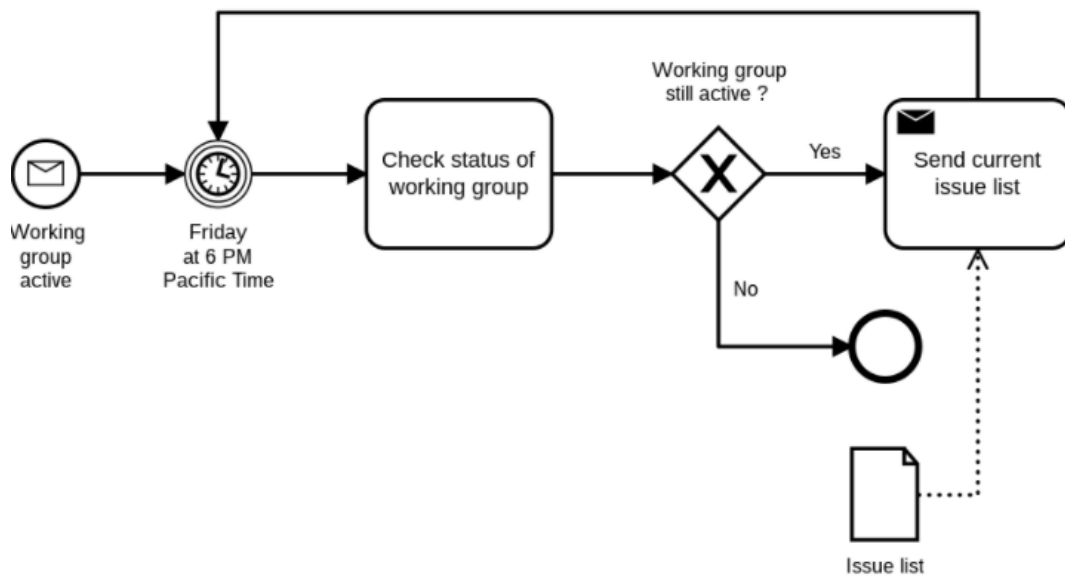 Working group
still active ?
Check status of
working group
Yes
Send current
issue list
Working
group
active
Friday
at 6 PM
Pacific Time
No
Issue list